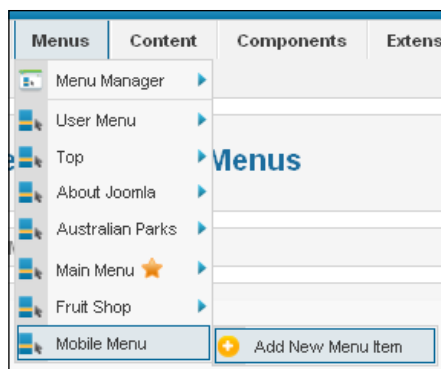 Menus Content Components Extens
Menu Manager
User Menu
Top
Menus
About Joomla
Australian Parks
Main Menu
Fruit Shop
Mobile Menu Add New Menu Item